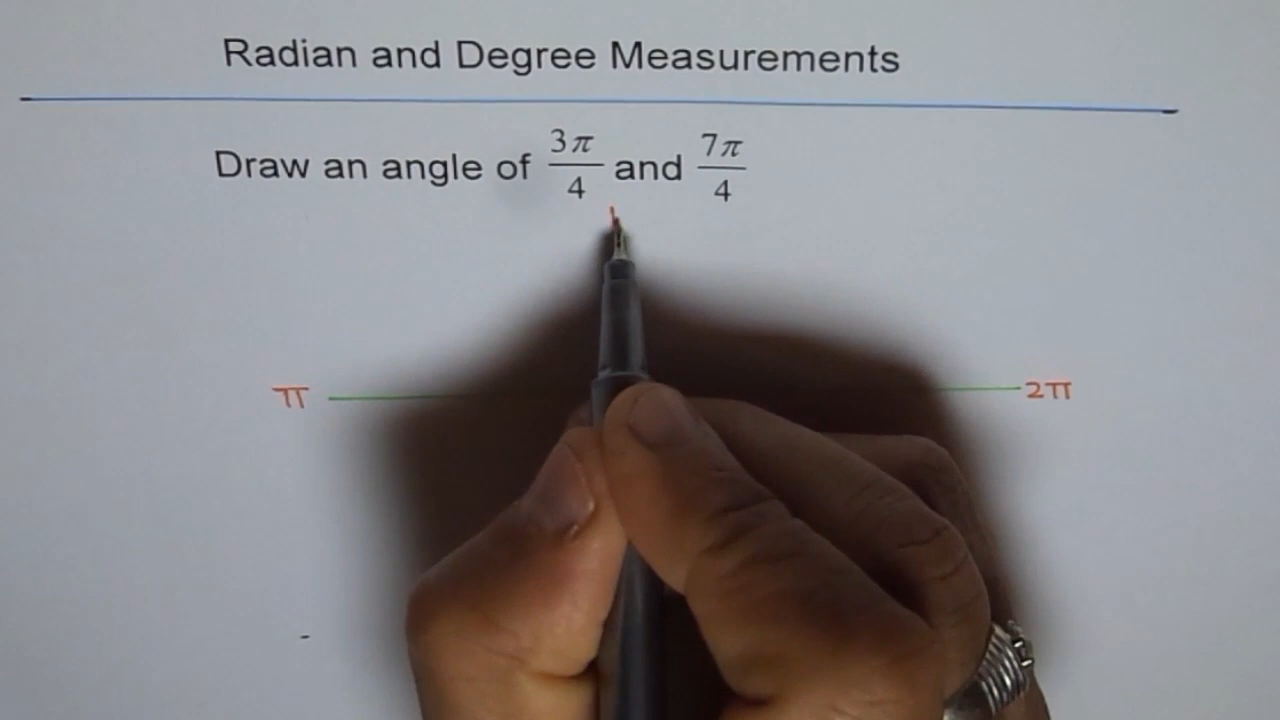 Radian and Degree Measurements
Draw an angle of 3π/4 and 7π/4
π 2π